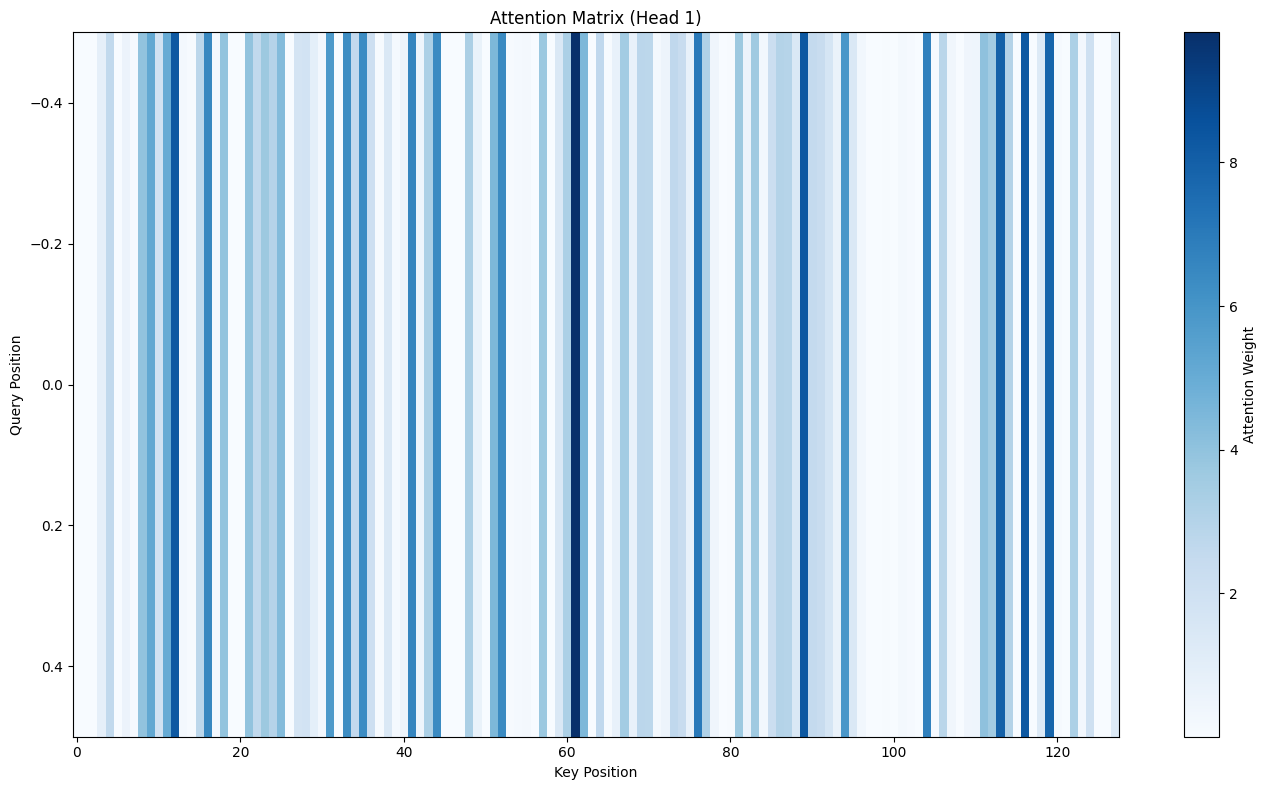 Attention Matrix (Head 1)
−0.4
−0.2
0.0
0.2
0.4
Query Position
0 20 40 60 80 100 120
Key Position
8
6
4
2
Attention Weight